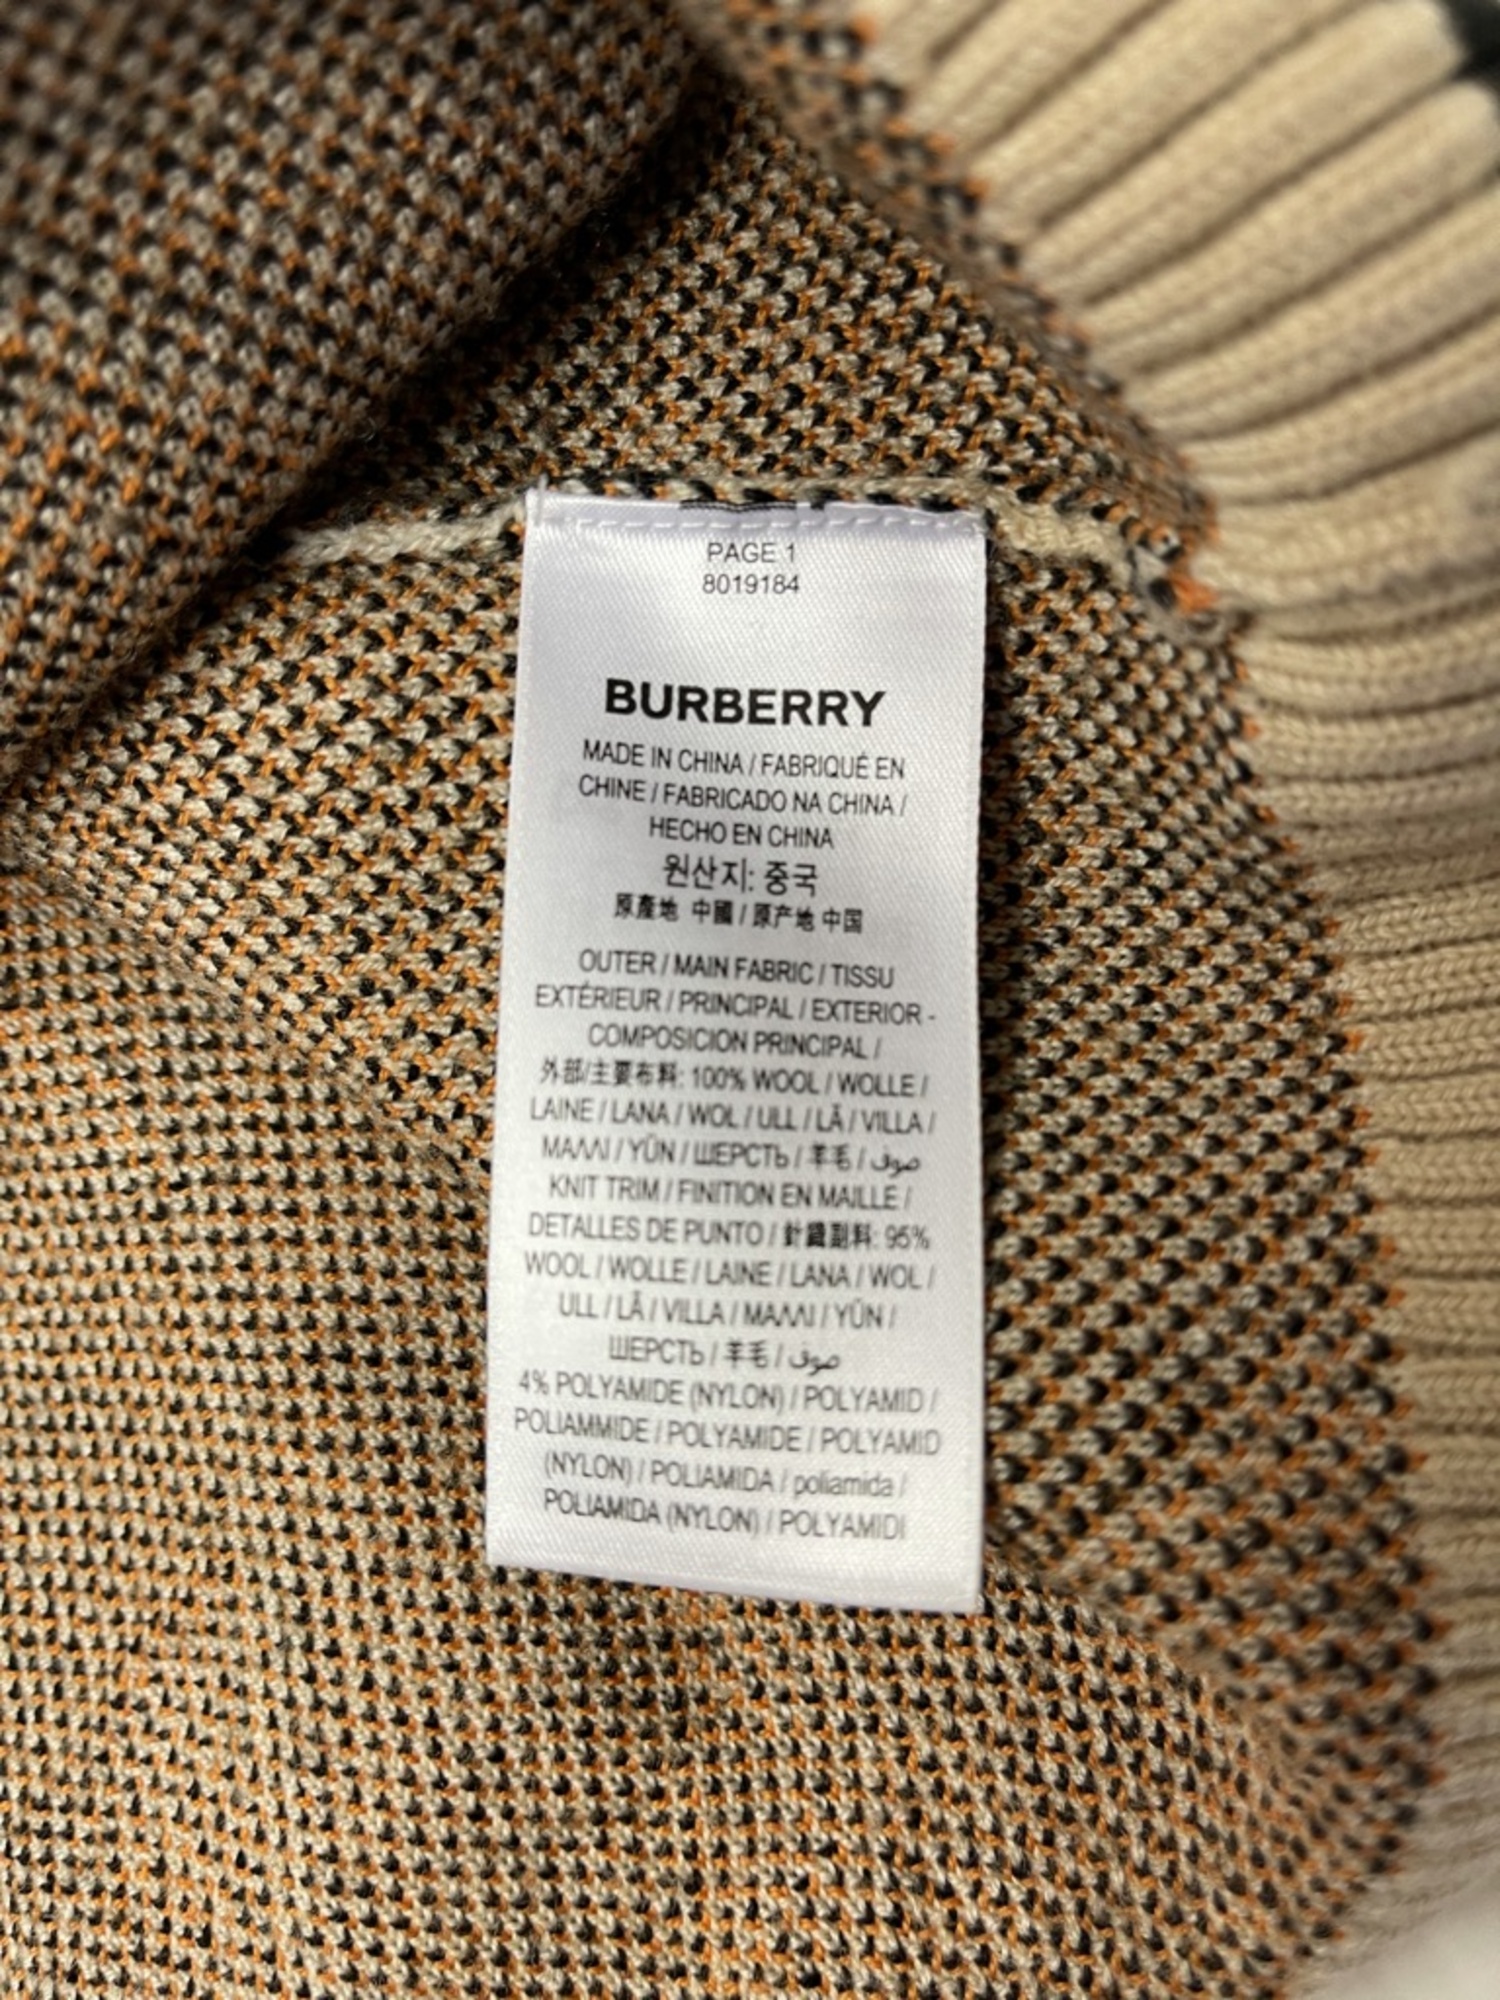 PAGE 1
8019184
BURBERRY
MADE IN CHINA / FABRIQUÉ EN
CHINE / FABRICADO NA CHINA /
HECHO EN CHINA
원산지: 중국
原產地 中國 / 原产地 中国
OUTER / MAIN FABRIC / TISSU
EXTÉRIEUR / PRINCIPAL / EXTERIOR -
COMPOSICION PRINCIPAL /
外部/主要布料: 100% WOOL / WOLLE /
LAINE / LANA / WOL / ULL / LÃ / VILLA /
ΜΑΛΛΙ / YÜN / ШЕРСТЬ / 羊毛 / صوف
KNIT TRIM / FINITION EN MAILLE /
DETALLES DE PUNTO / 針織副料: 95%
WOOL / WOLLE / LAINE / LANA / WOL /
ULL / LÃ / VILLA / ΜΑΛΛΙ / YÜN /
ШЕРСТЬ / 羊毛 / صوف
4% POLYAMIDE (NYLON) / POLYAMID /
POLIAMMIDE / POLYAMIDE / POLYAMID
(NYLON) / POLIAMIDA / poliamida /
POLIAMIDA (NYLON) / POLYAMIDI